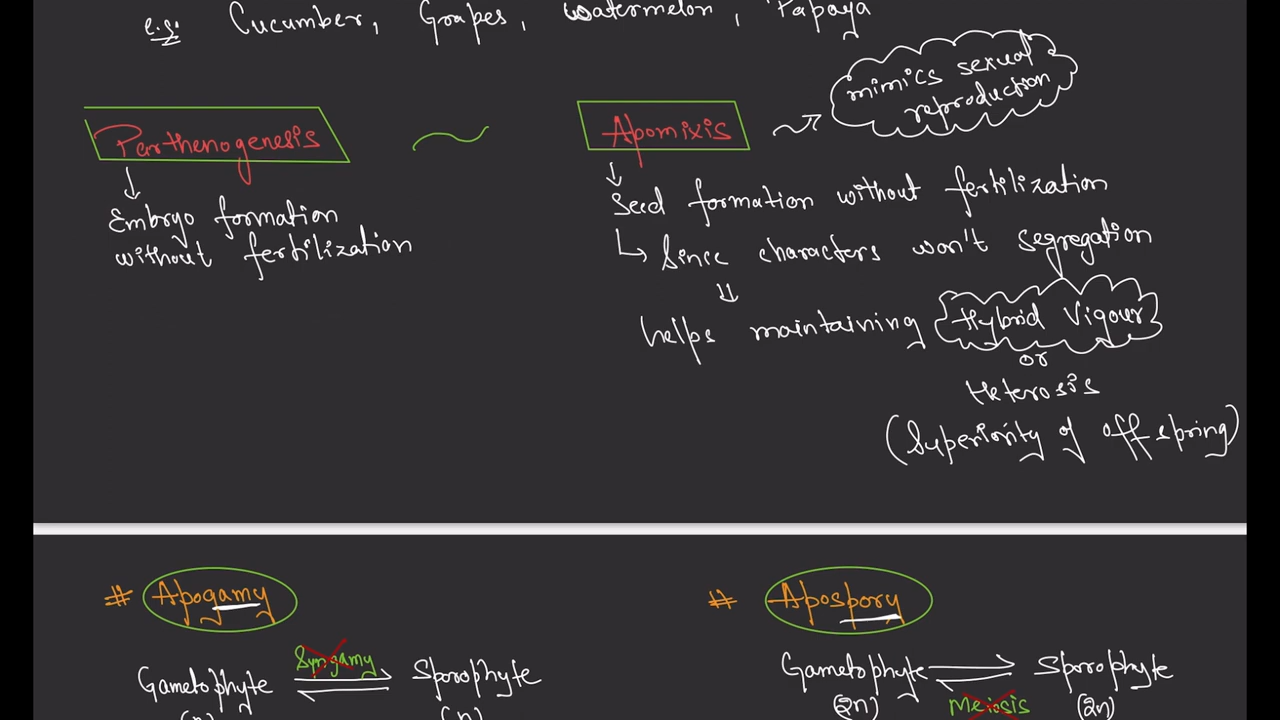 e.g: Cucumber, Grapes, Watermelon, Papaya
mimics sexual
reproduction
Parthenogenesis
Apomixis
Embryo formation
without fertilization
Seed formation without fertilization
Since characters won't segregation
helps maintaining Hybrid Vigour
or
Heterosis
(Superiority of offspring)
# Apogamy
# Apospory
Syngamy
Gametophyte Sporophyte
(n) (n)
Gametophyte Sporophyte
Meiosis
(2n) (2n)